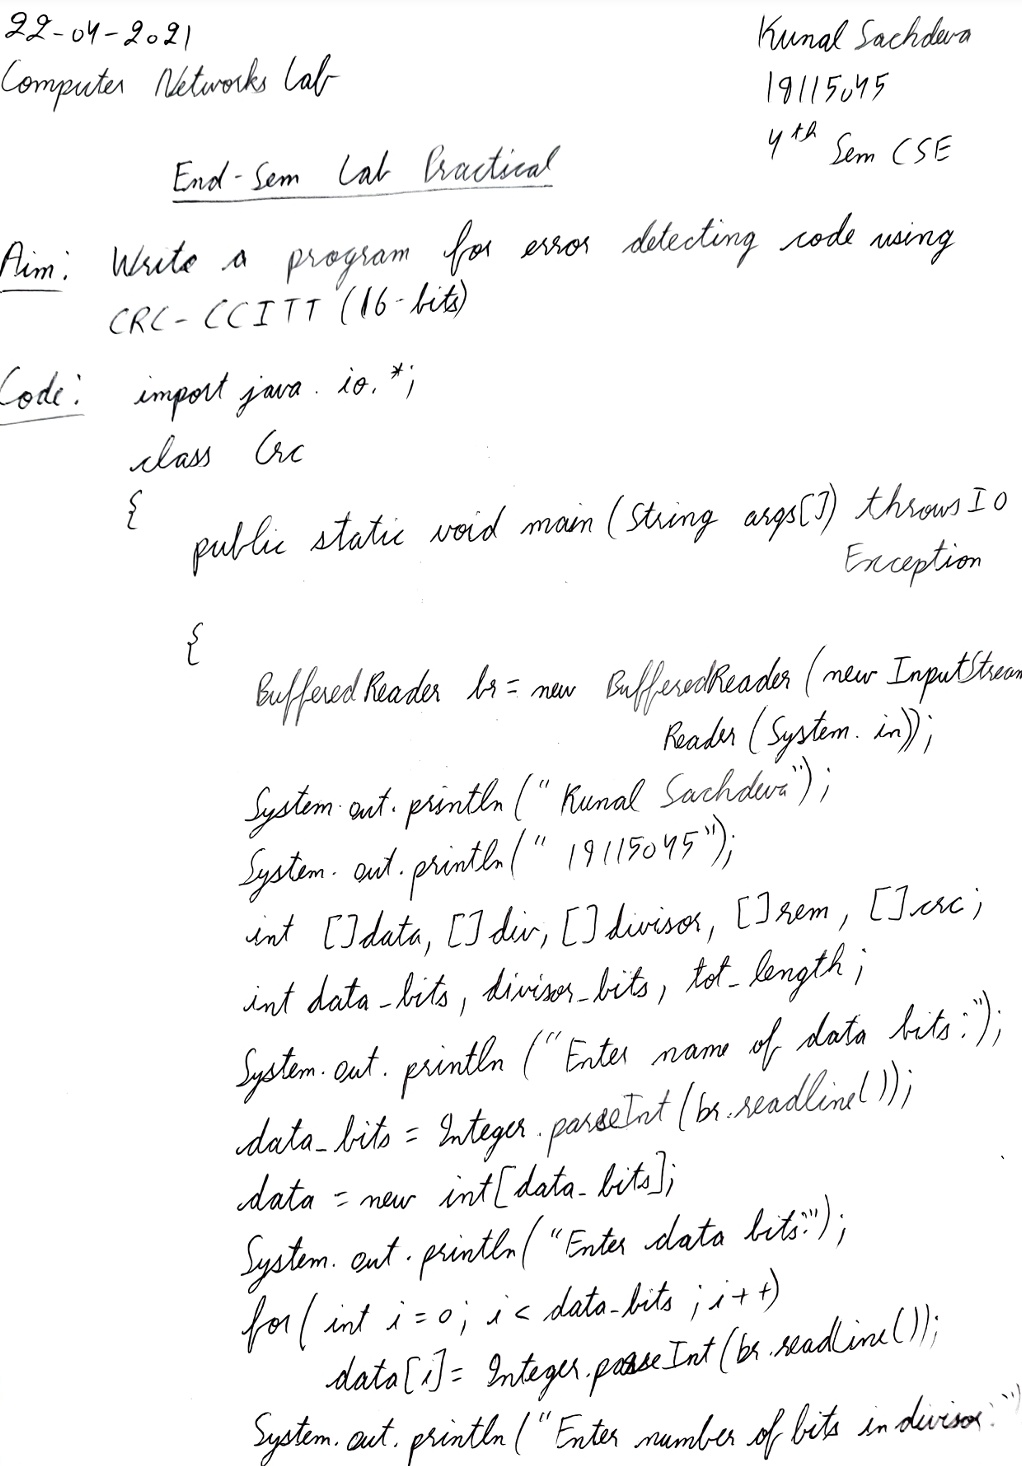 22-04-2021
Kunal Sachdeva
Computer Networks Lab
19115045
4th Sem CSE
End-Sem Lab Practical
Aim: Write a program for error detecting code using
CRC-CCITT (16-bits)
Code: import java.io.*;
class Crc
{
public static void main(String args[]) throws IO
Exception
{
BufferedReader br = new BufferedReader(new InputStream
Reader(System.in));
System.out.println("Kunal Sachdeva");
System.out.println("19115045");
int []data, []div, []divisor, []rem, []crc;
int data_bits, divisor_bits, tot_length;
System.out.println("Enter name of data bits:");
data_bits = Integer.parseInt(br.readline());
data = new int[data_bits];
System.out.println("Enter data bits:");
for(int i=0; i<data_bits; i++)
data[i]= Integer.parseInt(br.readLine());
System.out.println("Enter number of bits in divisor:")